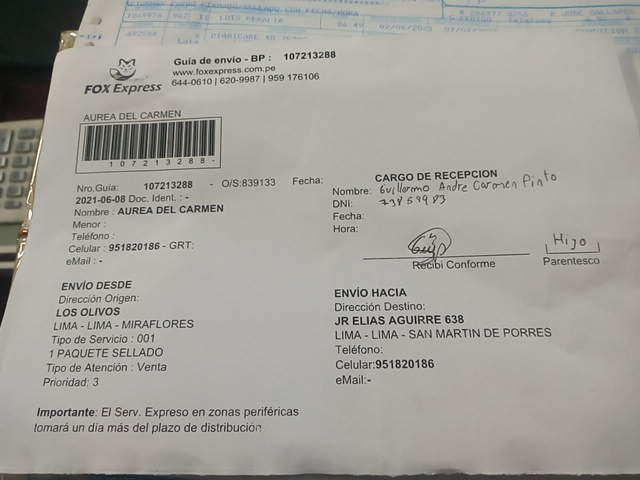 Guia de envío - BP : 107213288
www.foxexpress.com.pe
644-0610 | 620-9987 | 959 176106
FOX Express
AUREA DEL CARMEN
107213288-
Nro.Guía: 107213288 - O/S:839133 Fecha:
2021-06-08 Doc. Ident. : -
Nombre : AUREA DEL CARMEN
Menor :
Teléfono :
Celular : 951820186 - GRT:
eMail : -
CARGO DE RECEPCION
Nombre: Guillermo Andre Carmen Pinto
DNI:
Fecha:
Hora:
Recibi Conforme
Hijo
Parentesco
ENVÍO DESDE
Dirección Origen:
LOS OLIVOS
LIMA - LIMA - MIRAFLORES
Tipo de Servicio : 001
1 PAQUETE SELLADO
Tipo de Atención : Venta
Prioridad: 3
ENVÍO HACIA
Dirección Destino:
JR ELIAS AGUIRRE 638
LIMA - LIMA - SAN MARTIN DE PORRES
Teléfono:
Celular:951820186
eMail:-
Importante: El Serv. Expreso en zonas periféricas
tomará un día más del plazo de distribución